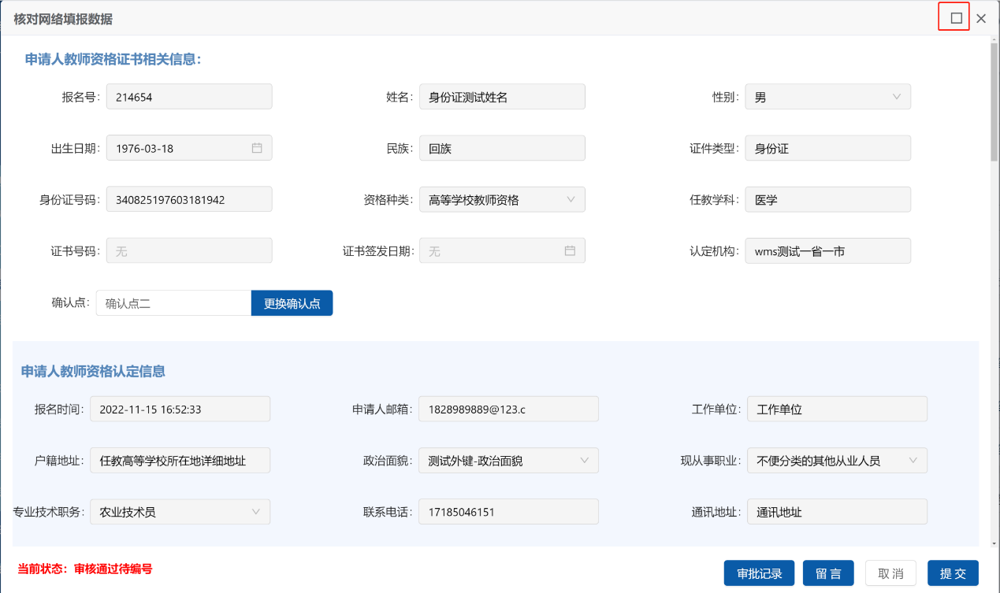 核对网络填报数据
申请人教师资格证书相关信息：
报名号： 214654 姓名： 身份证测试姓名 性别： 男
出生日期： 1976-03-18 民族： 回族 证件类型： 身份证
身份证号码： 340825197603181942 资格种类： 高等学校教师资格 任教学科： 医学
证书号码： 无 证书签发日期： 无 认定机构： wms测试一省一市
确认点： 确认点二 更换确认点
申请人教师资格认定信息
报名时间： 2022-11-15 16:52:33 申请人邮箱： 1828989889@123.c 工作单位： 工作单位
户籍地址： 任教高等学校所在地详细地址 政治面貌： 测试外键-政治面貌 现从事职业： 不便分类的其他从业人员
专业技术职务： 农业技术员 联系电话： 17185046151 通讯地址： 通讯地址
当前状态：审核通过待编号 审批记录 留言 取消 提交